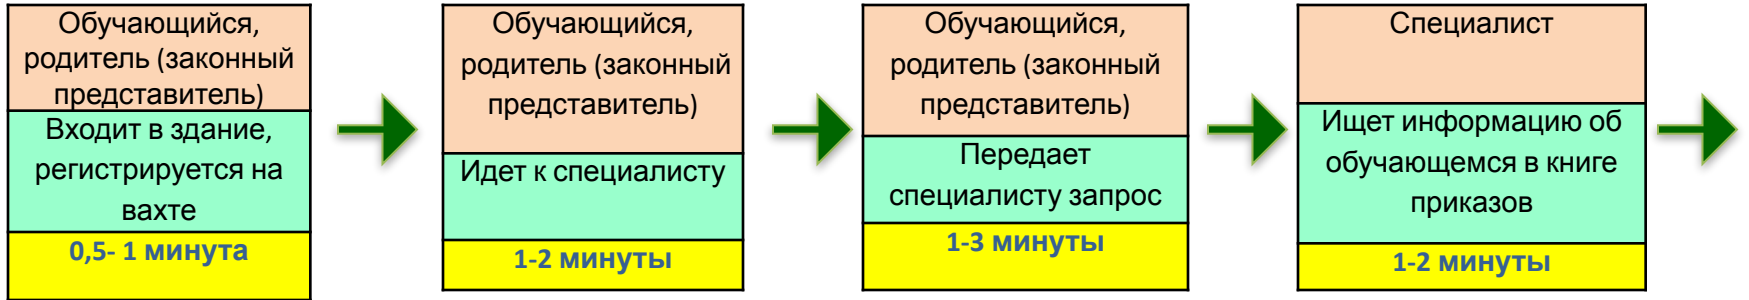 Обучающийся,
родитель (законный
представитель)
Входит в здание,
регистрируется на
вахте
0,5- 1 минута
Обучающийся,
родитель (законный
представитель)
Идет к специалисту
1-2 минуты
Обучающийся,
родитель (законный
представитель)
Передает
специалисту запрос
1-3 минуты
Специалист
Ищет информацию об
обучающемся в книге
приказов
1-2 минуты